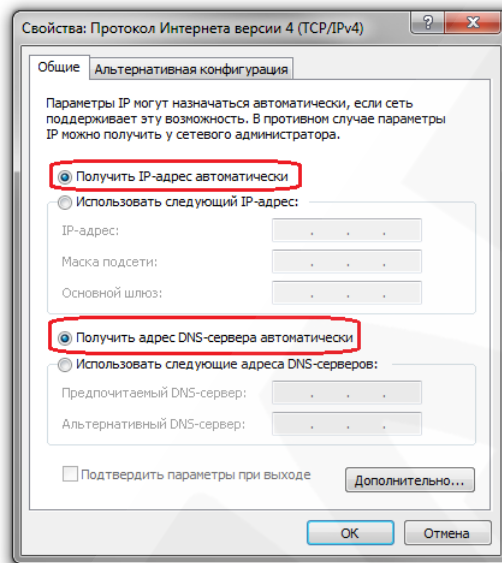 Свойства: Протокол Интернета версии 4 (TCP/IPv4)
Общие
Альтернативная конфигурация
Параметры IP могут назначаться автоматически, если сеть
поддерживает эту возможность. В противном случае параметры
IP можно получить у сетевого администратора.
Получить IP-адрес автоматически
Использовать следующий IP-адрес:
IP-адрес:
Маска подсети:
Основной шлюз:
Получить адрес DNS-сервера автоматически
Использовать следующие адреса DNS-серверов:
Предпочитаемый DNS-сервер:
Альтернативный DNS-сервер:
Подтвердить параметры при выходе
Дополнительно...
ОК
Отмена